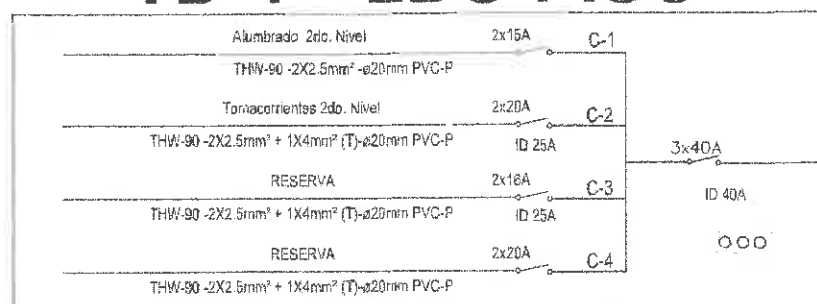 Alumbrado 2do. Nivel 2x15A C-1
THW-90 -2X2.5mm² -ø20mm PVC-P
Tomacorrientes 2do. Nivel 2x20A C-2
THW-90 -2X2.5mm² + 1X4mm² (T)-ø20mm PVC-P ID 25A
3x40A
RESERVA 2x16A C-3
ID 40A
THW-90 -2X2.5mm² + 1X4mm² (T)-ø20mm PVC-P ID 25A
RESERVA 2x20A C-4
THW-90 -2X2.5mm² + 1X4mm² (T)-ø20mm PVC-P